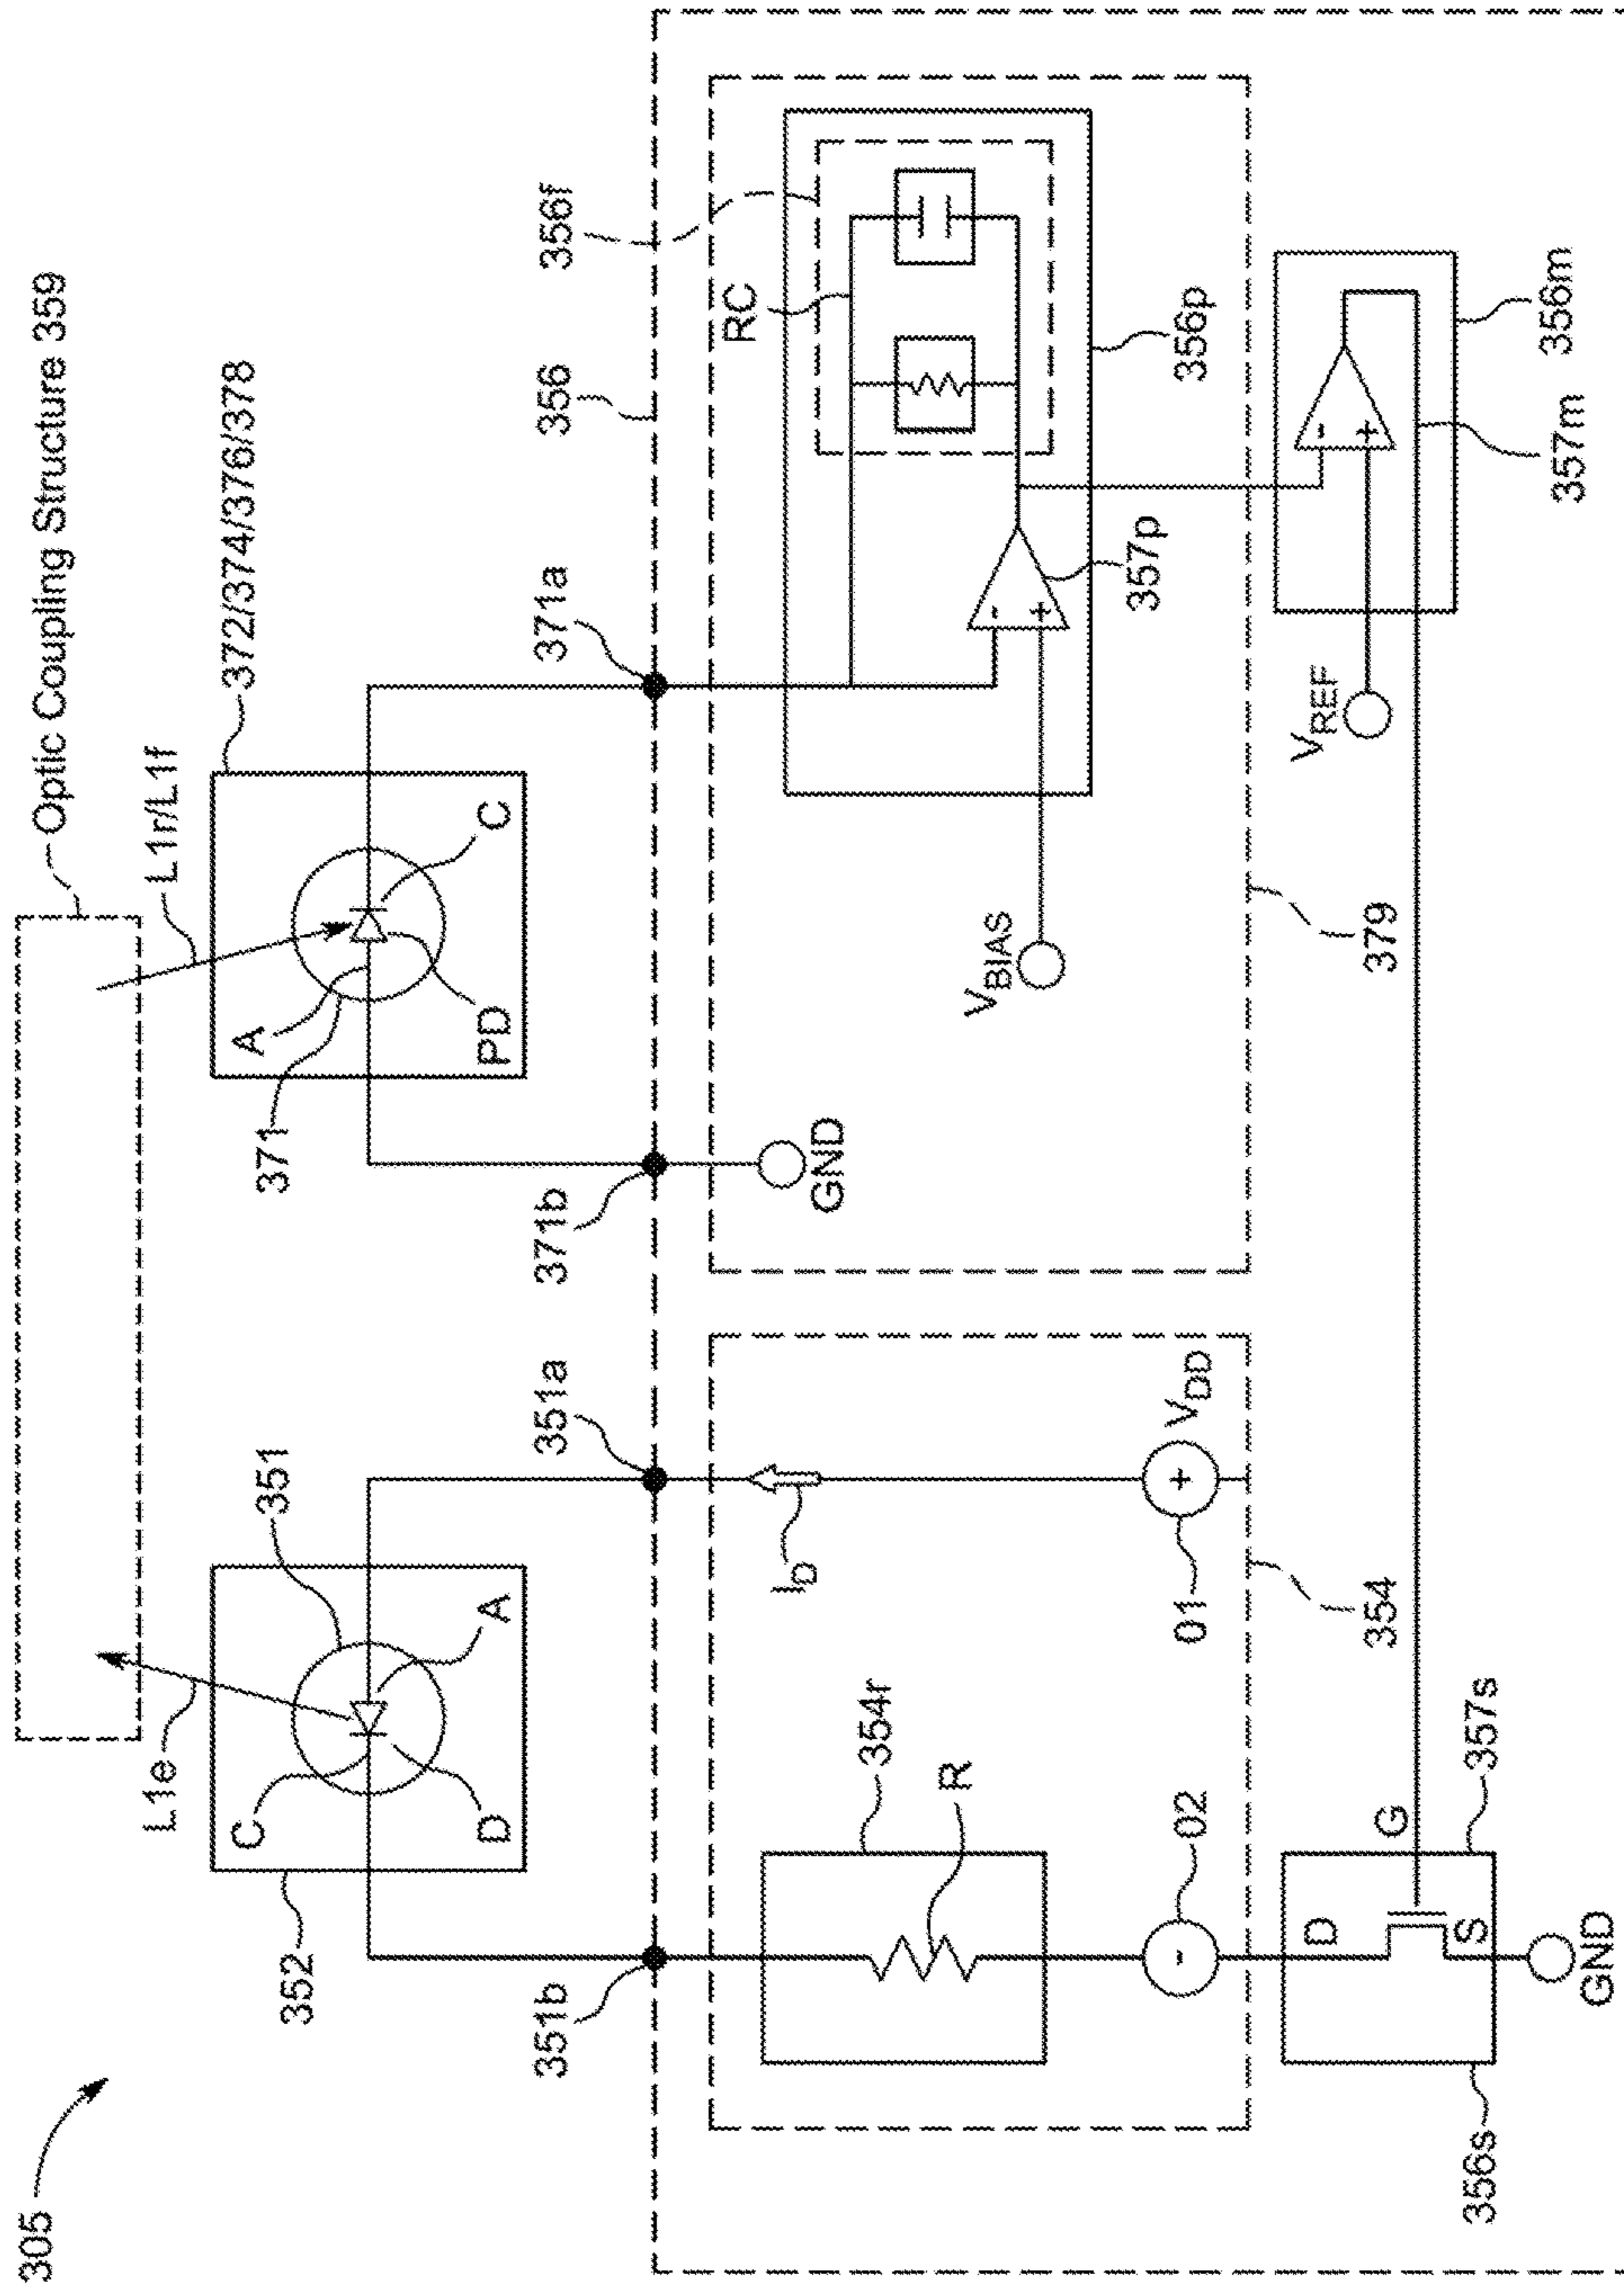 305
Optic Coupling Structure 359
L1e
L1r/L1f
352
C
D
A
351
371
A
PD
C
372/374/376/378
351b
351a
371b
371a
356
356f
354r
R
I_D
GND
RC
02
01
V_DD
V_BIAS
357p
356p
354
379
G
D
S
356s
357s
GND
V_REF
-
+
-
+
-
+
357m
356m